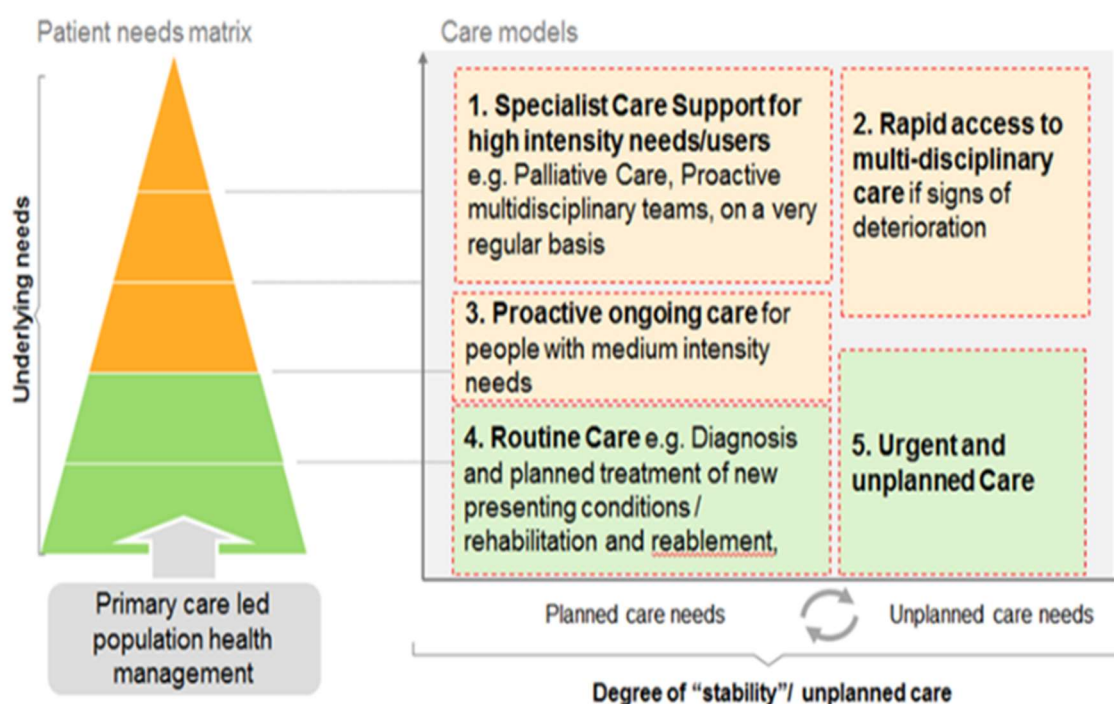 Patient needs matrix
Care models
Underlying needs
1. Specialist Care Support for
high intensity needs/users
e.g. Palliative Care, Proactive
multidisciplinary teams, on a very
regular basis
2. Rapid access to
multi-disciplinary
care if signs of
deterioration
3. Proactive ongoing care for
people with medium intensity
needs
4. Routine Care e.g. Diagnosis
and planned treatment of new
presenting conditions /
rehabilitation and reablement,
5. Urgent and
unplanned Care
Primary care led
population health
management
Planned care needs
Unplanned care needs
Degree of “stability”/ unplanned care